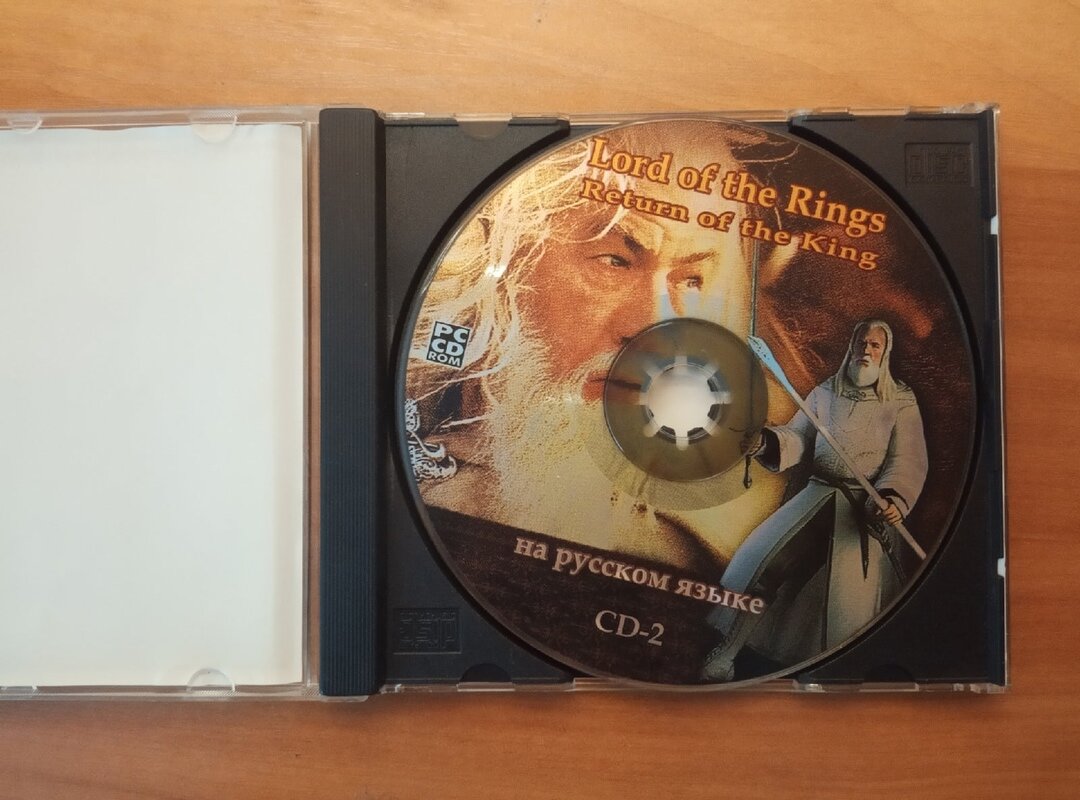 Lord of the Rings
Return of the King
PC
CD
ROM
на русском языке
CD-2